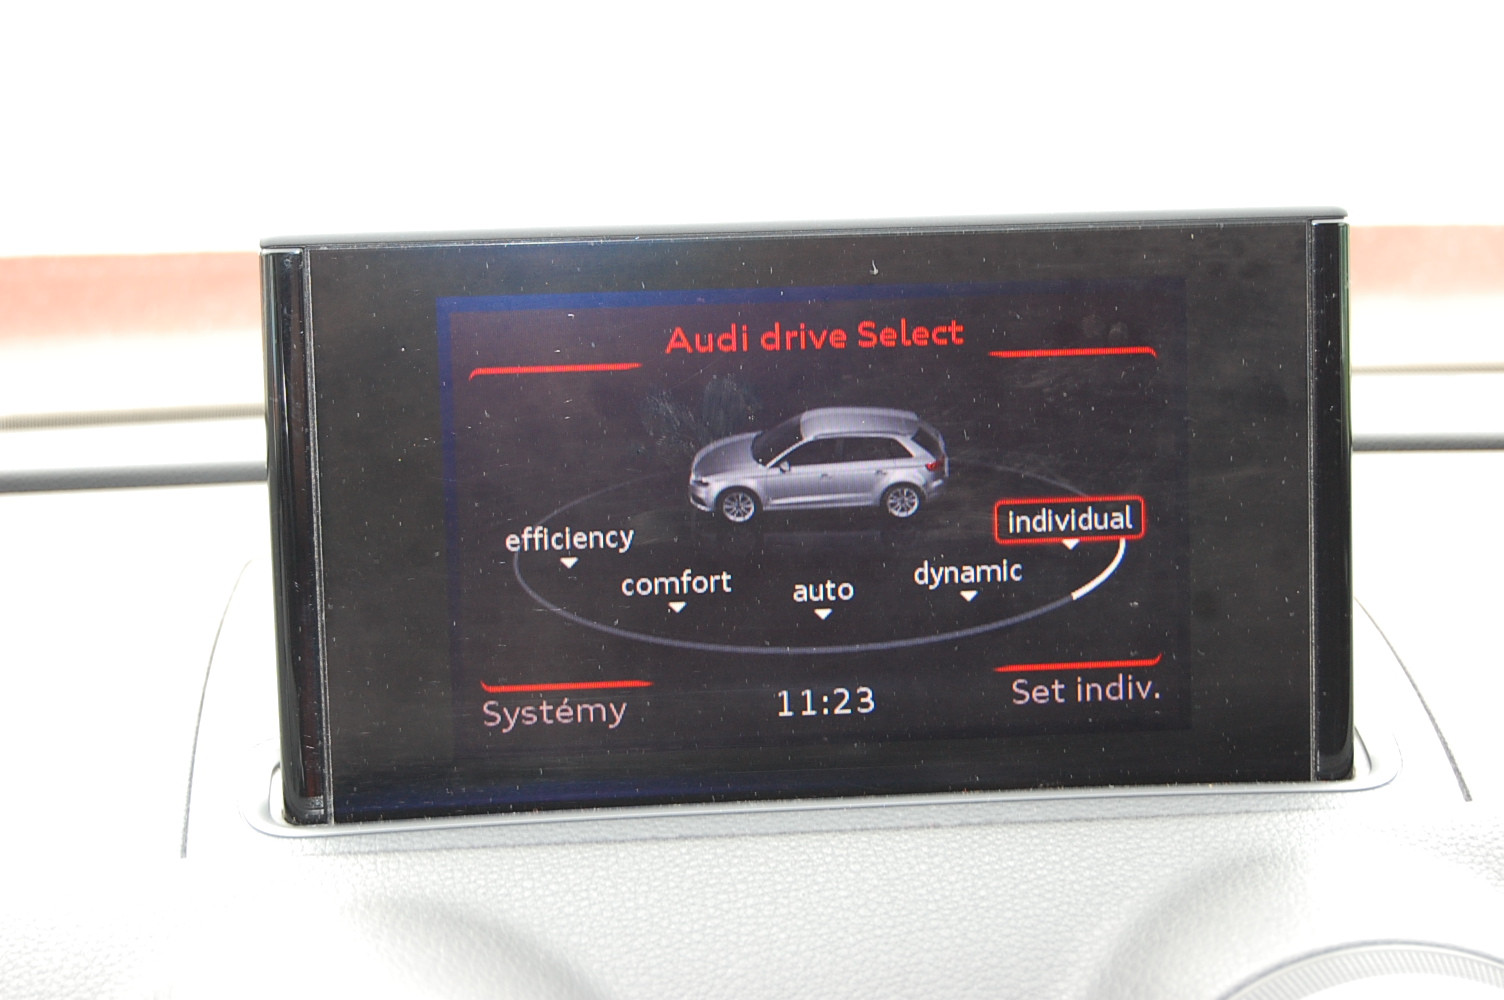 Audi drive Select
individual
efficiency
dynamic
comfort
auto
Systémy
11:23
Set indiv.